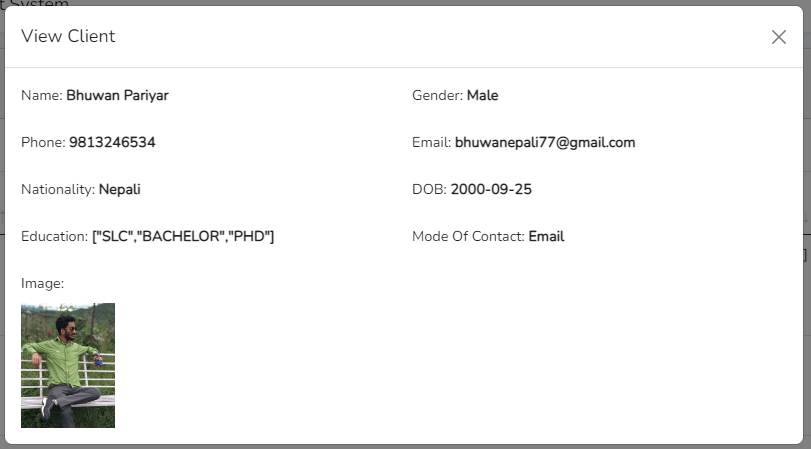 t System
View Client
Name: Bhuwan Pariyar Gender: Male
Phone: 9813246534 Email: bhuwanepali77@gmail.com
Nationality: Nepali DOB: 2000-09-25
Education: ["SLC","BACHELOR","PHD"] Mode Of Contact: Email
]
Image: